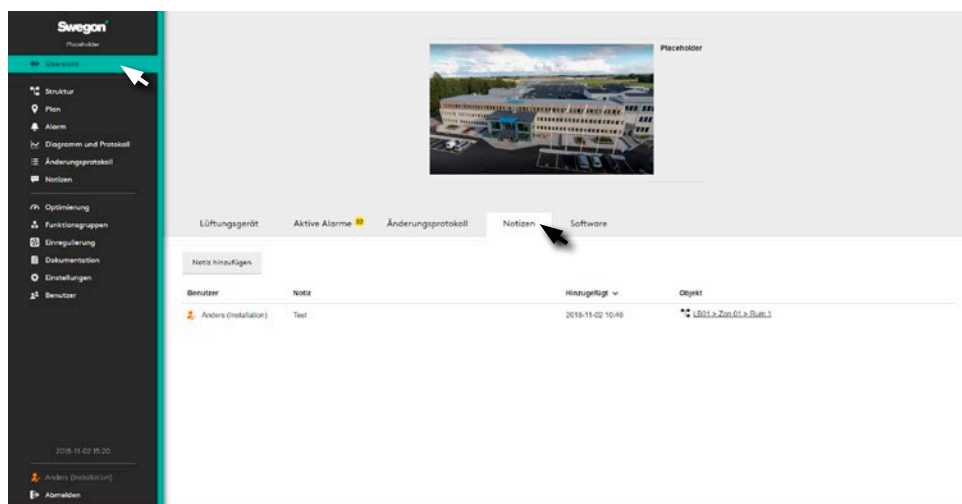 Swegon
Placeholder
Übersicht
Struktur
Plan
Alarm
Diagramm und Protokoll
Änderungsprotokoll
Notizen
Optimierung
Funktionsgruppen
Einregulierung
Dokumentation
Einstellungen
Benutzer
2018-11-02 15:20
Anders (Installation)
Abmelden
Placeholder
Lüftungsgerät Aktive Alarme Änderungsprotokoll Notizen Software
Notiz hinzufügen
Benutzer Notiz Hinzugefügt Objekt
Anders (Installation) Test 2018-11-02 10:46 LB01 > Zon 01 > Rum 1